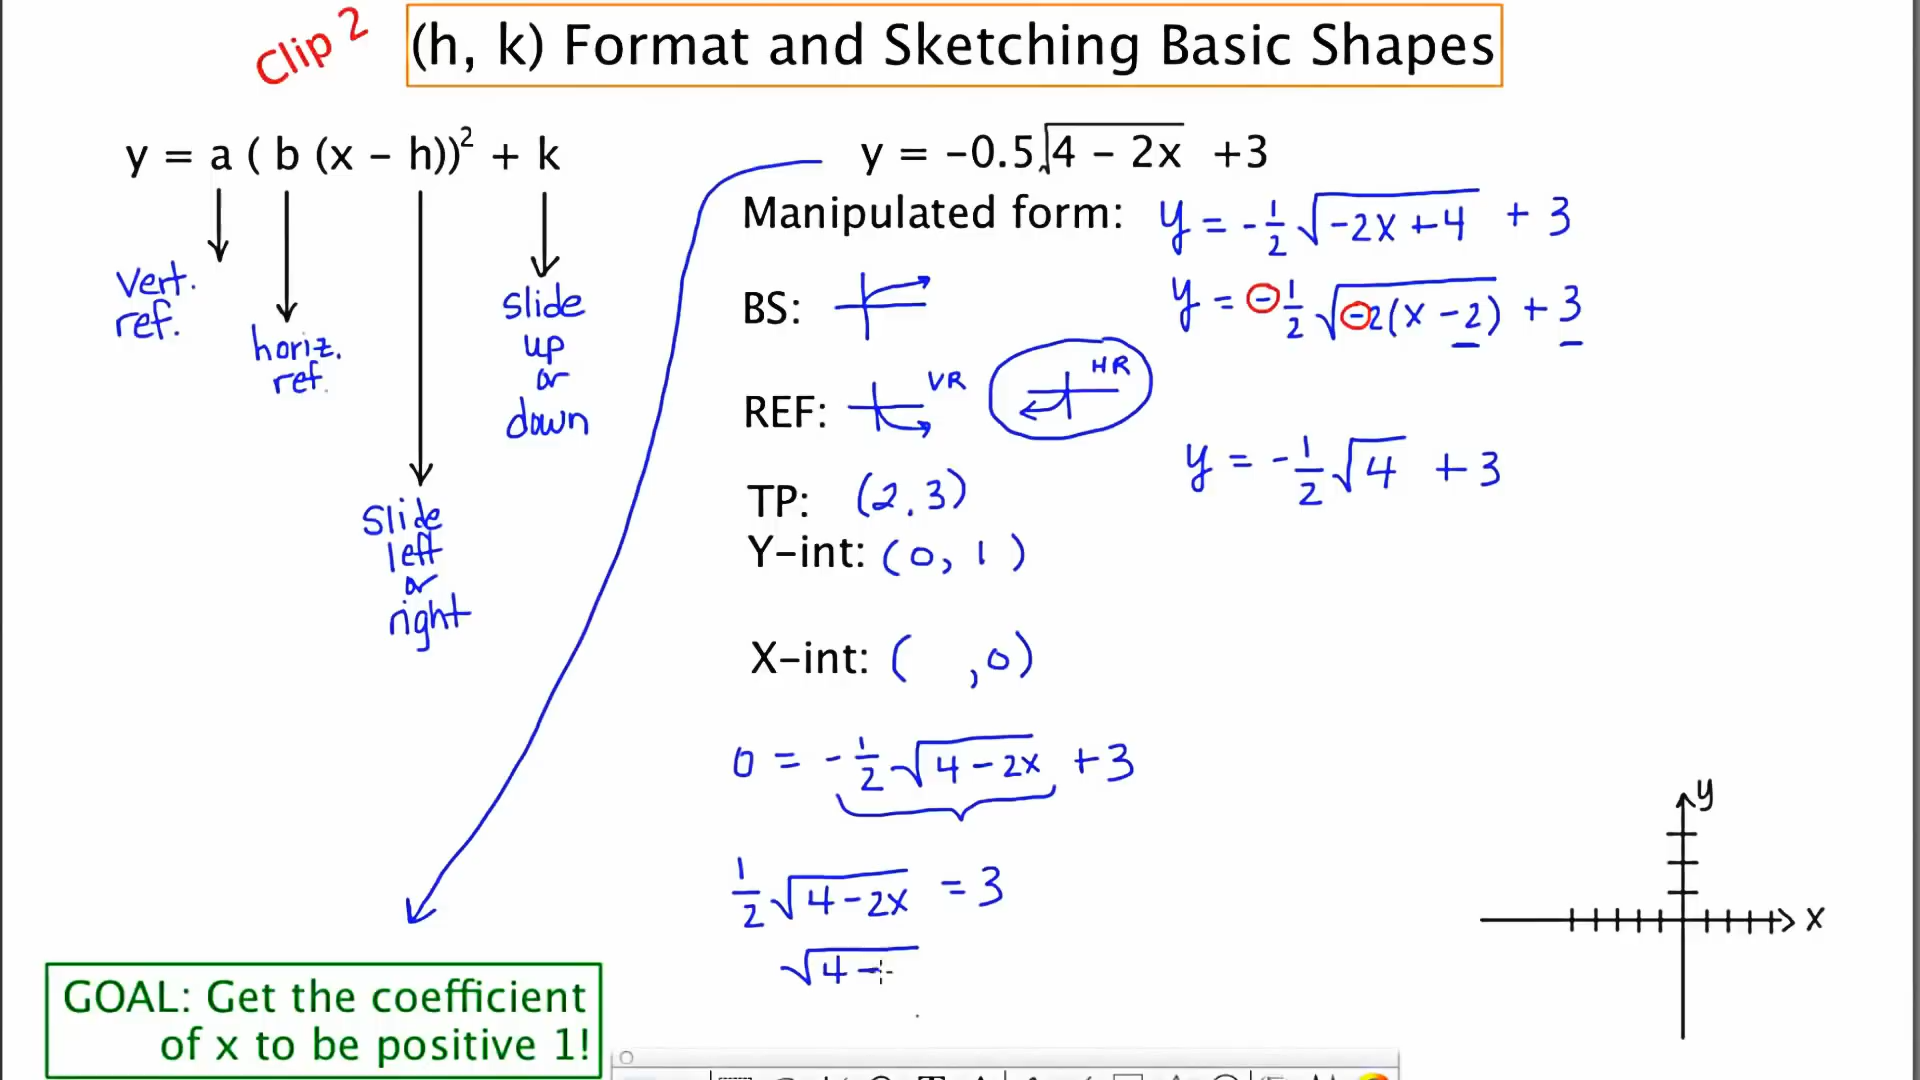 Clip 2
(h, k) Format and Sketching Basic Shapes
y = a ( b (x – h))² + k
vert.
ref.
horiz.
ref.
slide
left
or
right
slide
up
or
down
y = –0.5√4 – 2x +3
Manipulated form: y = -1/2 √-2x+4 + 3
y = -1/2 √-2(x-2) + 3
BS:
REF: VR HR
y = -1/2 √4 + 3
TP: (2,3)
Y–int: (0, 1)
X–int: ( ,0)
0 = -1/2 √4-2x +3
1/2 √4-2x = 3
√4-
y
x
GOAL: Get the coefficient
of x to be positive 1!